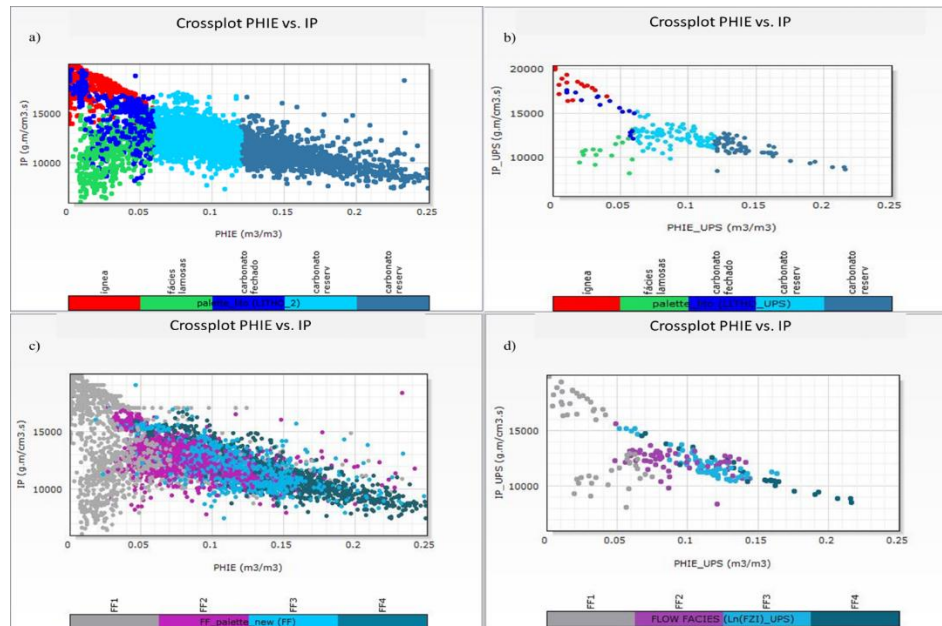 Crossplot PHIE vs. IP
a)
IP (g.m/cm3.s)
15000
10000
0
0.05
0.1
0.15
0.2
0.25
PHIE (m3/m3)
ígnea
fácies
lamosas
carbonato
fechado
carbonato
reserv
carbonato
reserv
Crossplot PHIE vs. IP
b)
IP_UPS (g.m/cm3.s)
20000
15000
10000
0
0.05
0.1
0.15
0.2
0.25
PHIE_UPS (m3/m3)
ígnea
fácies
lamosas
carbonato
fechado
carbonato
reserv
carbonato
reserv
Crossplot PHIE vs. IP
c)
IP (g.m/cm3.s)
15000
10000
0
0.05
0.1
0.15
0.2
0.25
PHIE (m3/m3)
FF1
FF2
FF3
FF4
FF_palette_new (FF)
Crossplot PHIE vs. IP
d)
IP_UPS (g.m/cm3.s)
15000
10000
0
0.05
0.1
0.15
0.2
0.25
PHIE_UPS (m3/m3)
FF1
FF2
FF3
FF4
FLOW FACIES (Ln(FZI)_UPS)